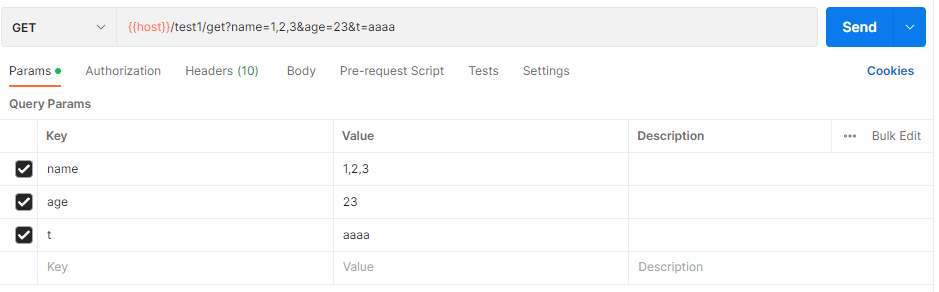 GET {{host}}/test1/get?name=1,2,3&age=23&t=aaaa Send
Params Authorization Headers (10) Body Pre-request Script Tests Settings Cookies
Query Params
Key Value Description ••• Bulk Edit
name 1,2,3
age 23
t aaaa
Key Value Description